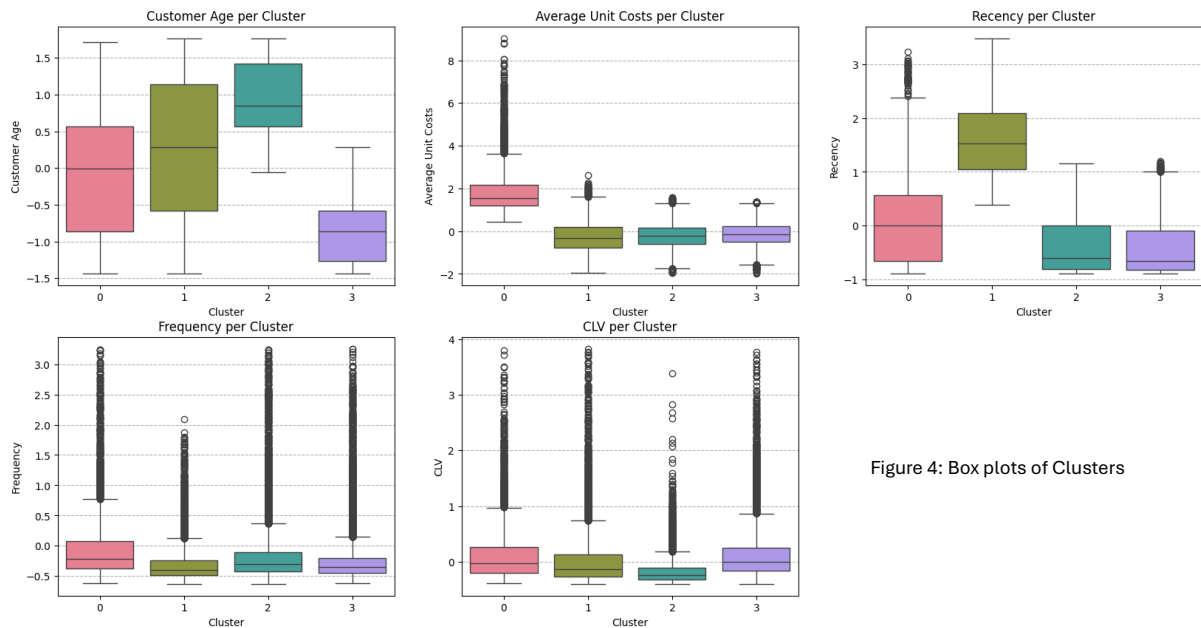 Customer Age per Cluster
Customer Age
1.5
1.0
0.5
0.0
−0.5
−1.0
−1.5
0 1 2 3
Cluster
Average Unit Costs per Cluster
Average Unit Costs
8
6
4
2
0
−2
0 1 2 3
Cluster
Recency per Cluster
Recency
3
2
1
0
−1
0 1 2 3
Cluster
Frequency per Cluster
Frequency
3.0
2.5
2.0
1.5
1.0
0.5
0.0
−0.5
0 1 2 3
Cluster
CLV per Cluster
CLV
4
3
2
1
0
0 1 2 3
Cluster
Figure 4: Box plots of Clusters